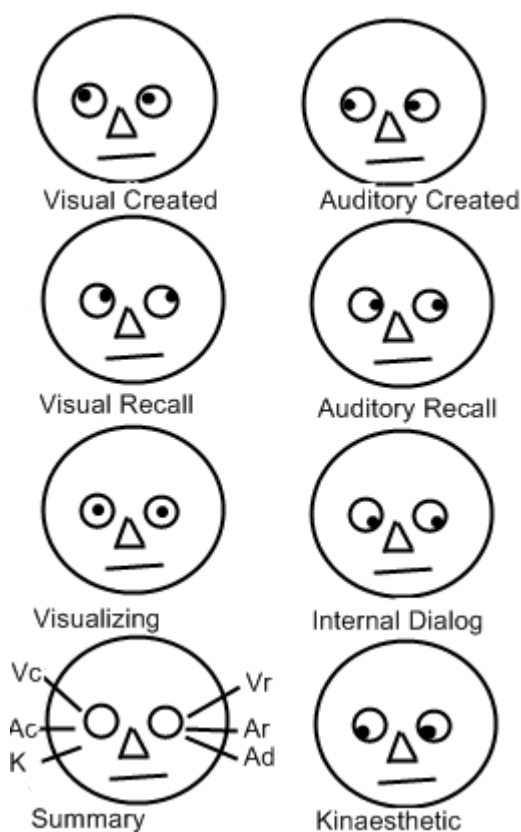 Visual Created
Auditory Created
Visual Recall
Auditory Recall
Visualizing
Internal Dialog
Vc
Vr
Ac
Ar
K
Ad
Summary
Kinaesthetic